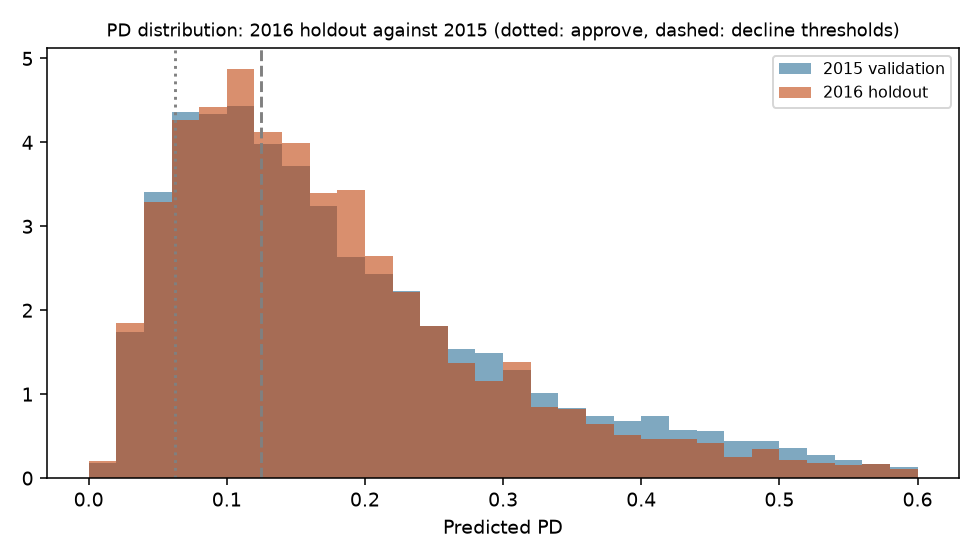 PD distribution: 2016 holdout against 2015 (dotted: approve, dashed: decline thresholds)
2015 validation
2016 holdout
5
4
3
2
1
0
0.0 0.1 0.2 0.3 0.4 0.5 0.6
Predicted PD